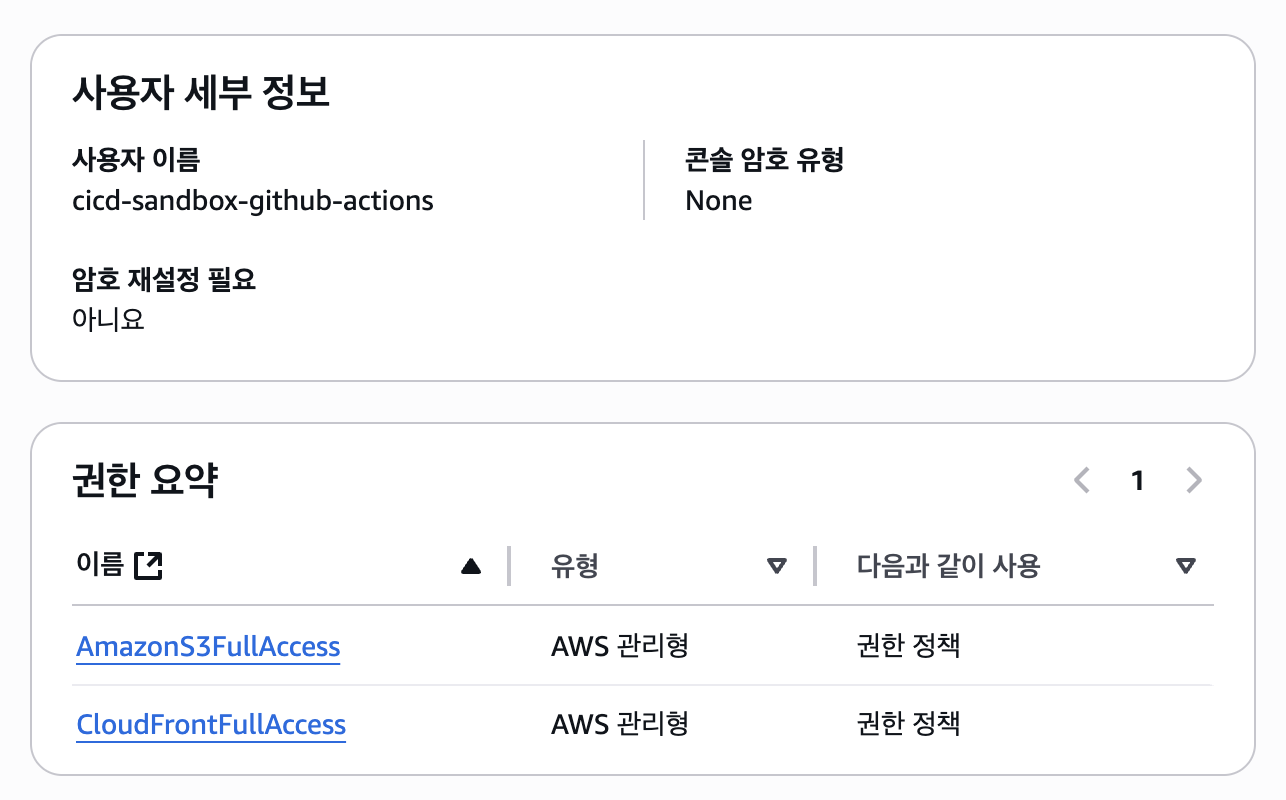 사용자 세부 정보
사용자 이름
cicd-sandbox-github-actions
콘솔 암호 유형
None
암호 재설정 필요
아니요
권한 요약
1
이름 유형 다음과 같이 사용
AmazonS3FullAccess AWS 관리형 권한 정책
CloudFrontFullAccess AWS 관리형 권한 정책